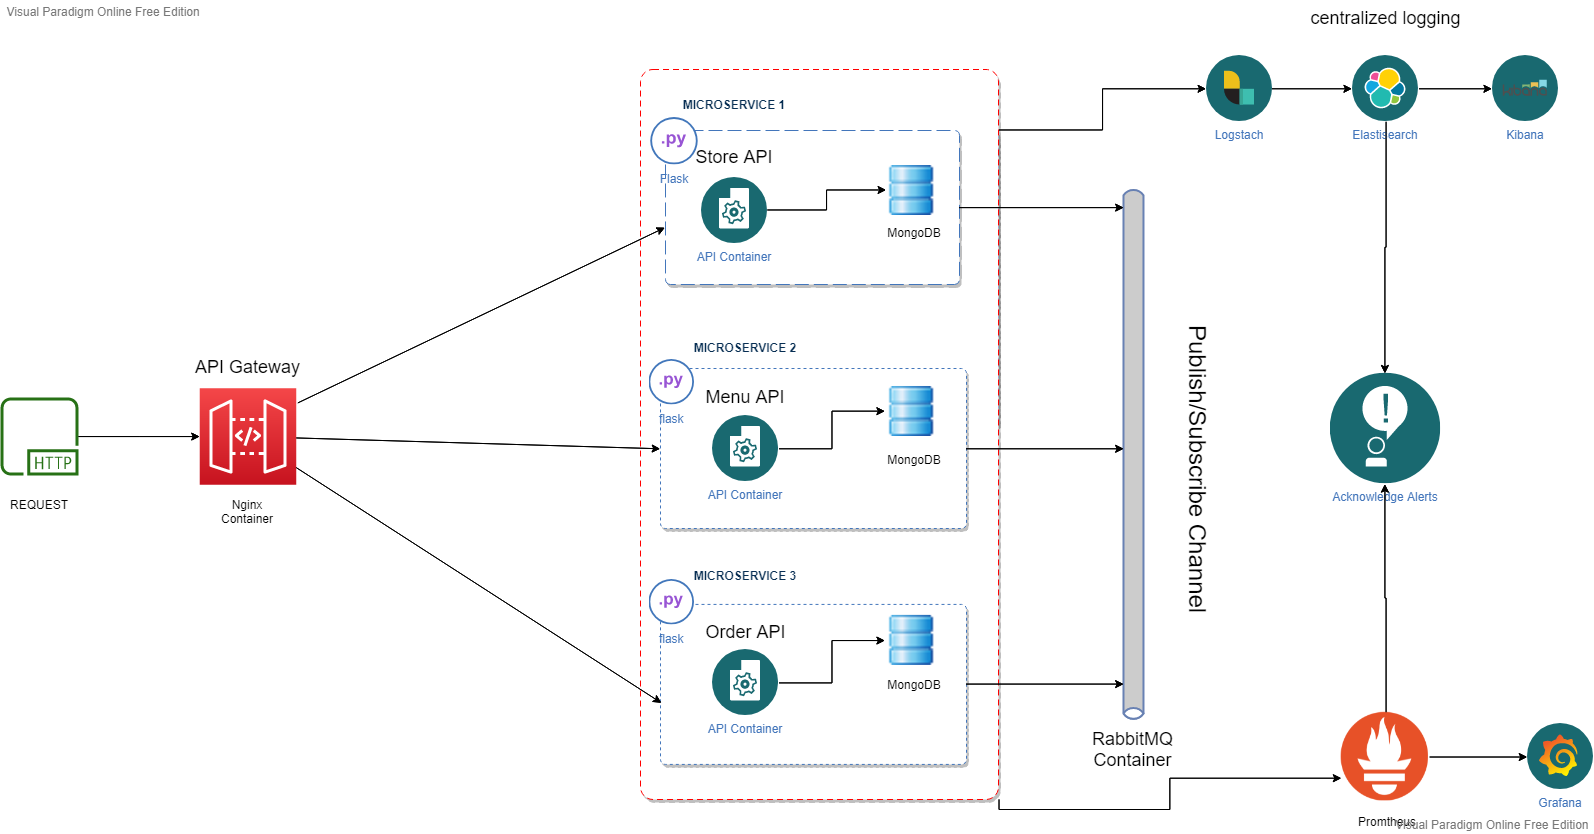 Visual Paradigm Online Free Edition
centralized logging
Logstach
Elastisearch
Kibana
MICROSERVICE 1
.py
Flask
Store API
API Container
MongoDB
MICROSERVICE 2
.py
flask
Menu API
API Container
MongoDB
MICROSERVICE 3
.py
flask
Order API
API Container
MongoDB
API Gateway
</>
Nginx
Container
HTTP
REQUEST
Publish/Subscribe Channel
RabbitMQ
Container
!
Acknowledge Alerts
Promtheus
Grafana
Visual Paradigm Online Free Edition